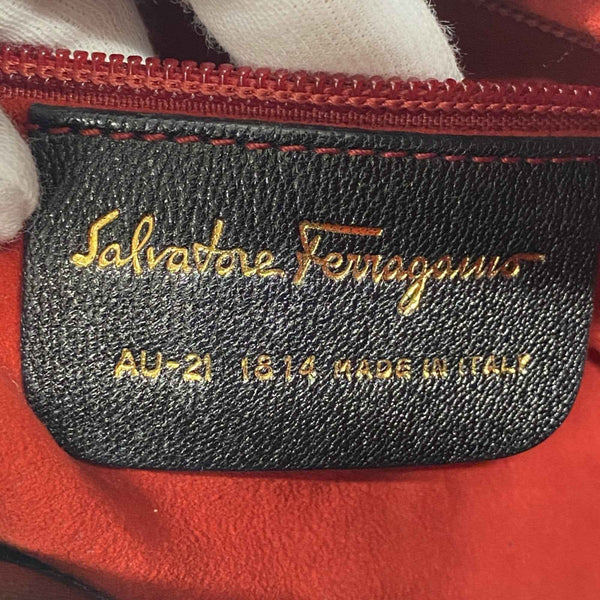 Salvatore Ferragamo
AU-21 1814 MADE IN ITALY